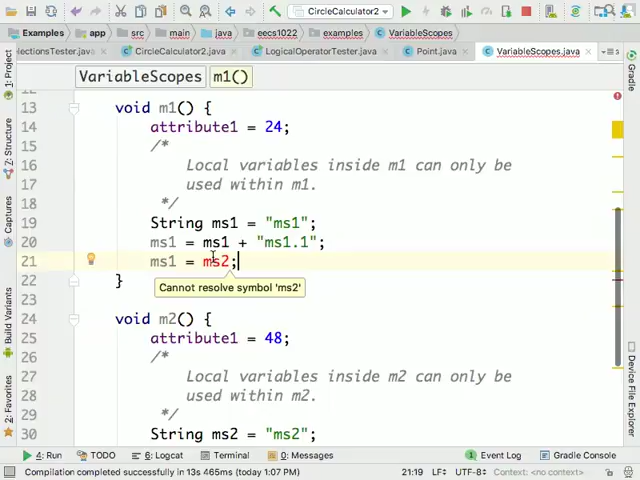 CircleCalculator2
Examples app src main java eecs1022 examples VariableScopes
lectionsTester.java CircleCalculator2.java LogicalOperatorTester.java Point.java VariableScopes.java
VariableScopes m1()
1: Project
7: Structure
Captures
Build Variants
2: Favorites
13 void m1() {
14 attribute1 = 24;
15 /*
16 Local variables inside m1 can only be
17 used within m1.
18 */
19 String ms1 = "ms1";
20 ms1 = ms1 + "ms1.1";
21 ms1 = ms2;
22 }
Cannot resolve symbol 'ms2'
24 void m2() {
25 attribute1 = 48;
26 /*
27 Local variables inside m2 can only be
28 used within m2.
29 */
30 String ms2 = "ms2";
Gradle
Device File Explorer
4: Run TODO 6: Logcat Terminal 0: Messages Event Log Gradle Console
Compilation completed successfully in 13s 465ms (today 1:07 PM) 21:19 LF÷ UTF-8÷ Context: <no context>